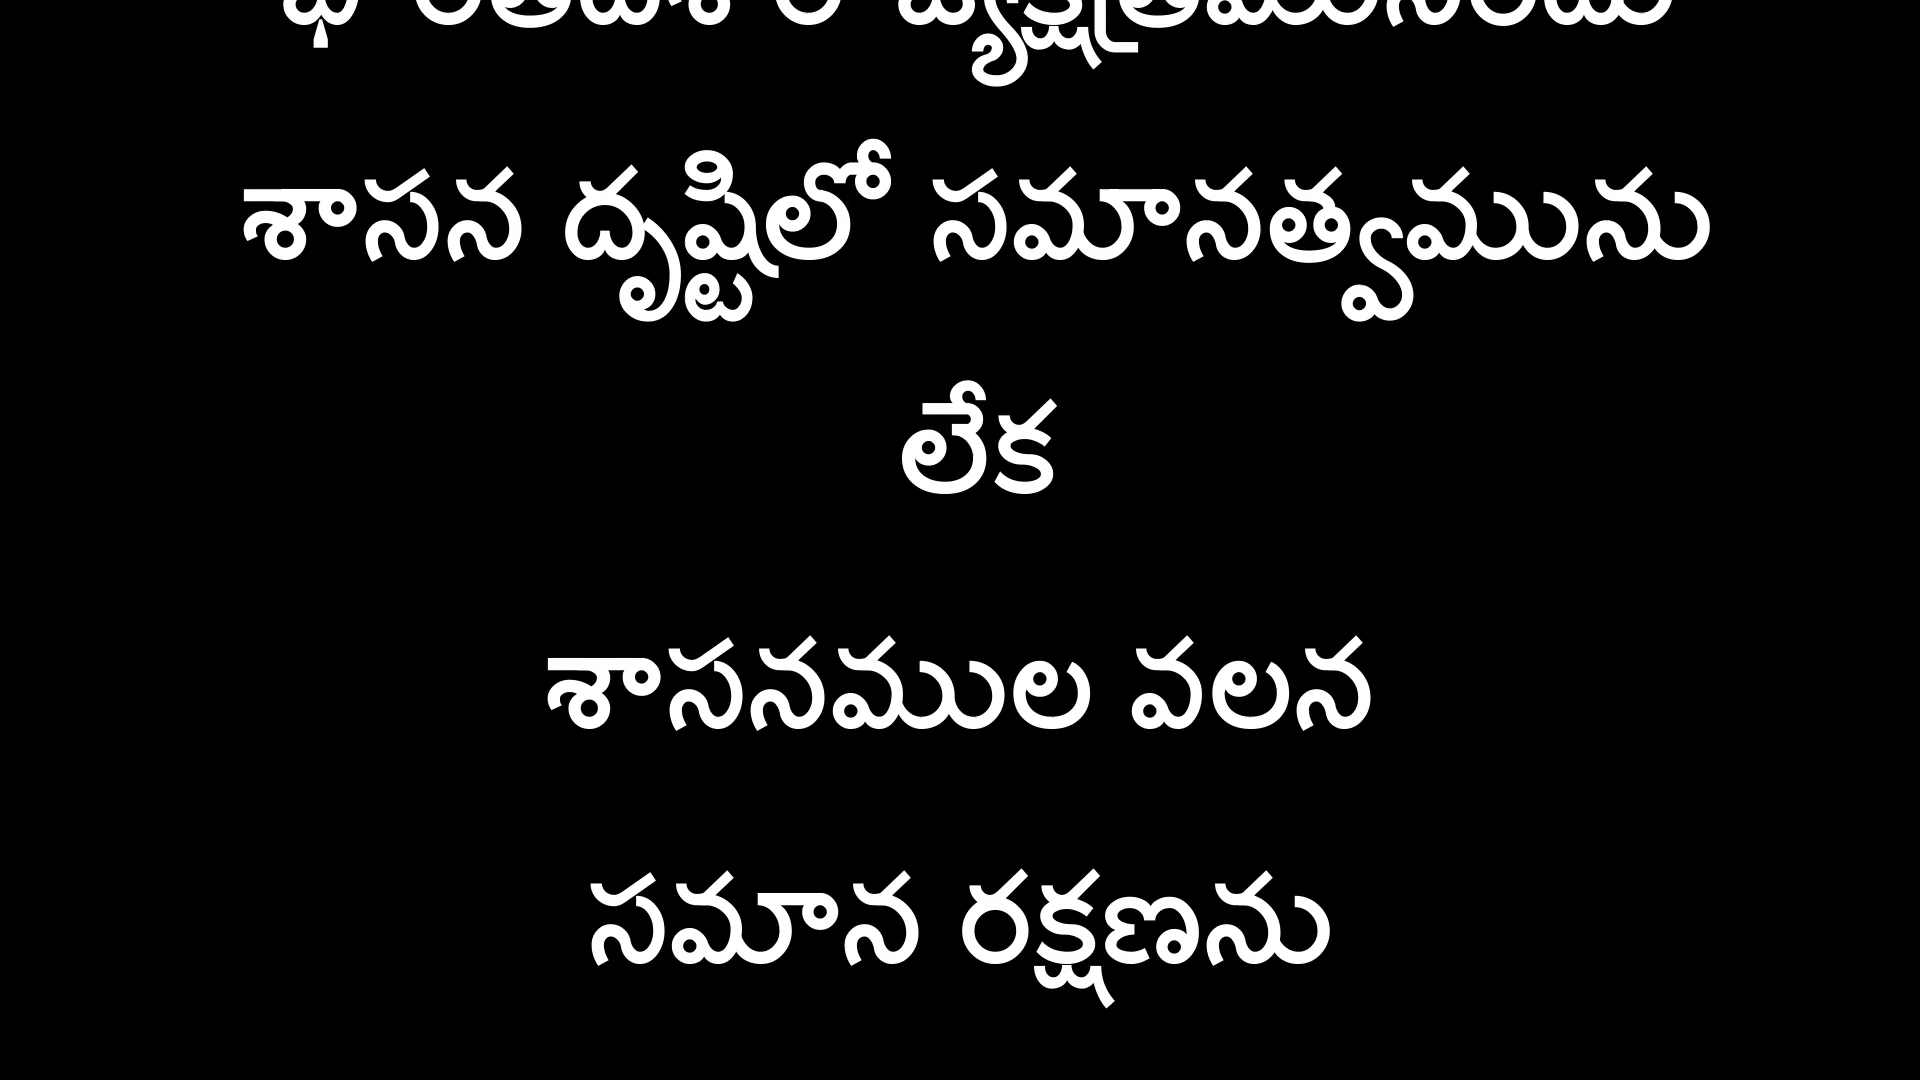 శాసన దృష్టిలో సమానత్వమును
లేక
శాసనముల వలన
సమాన రక్షణను